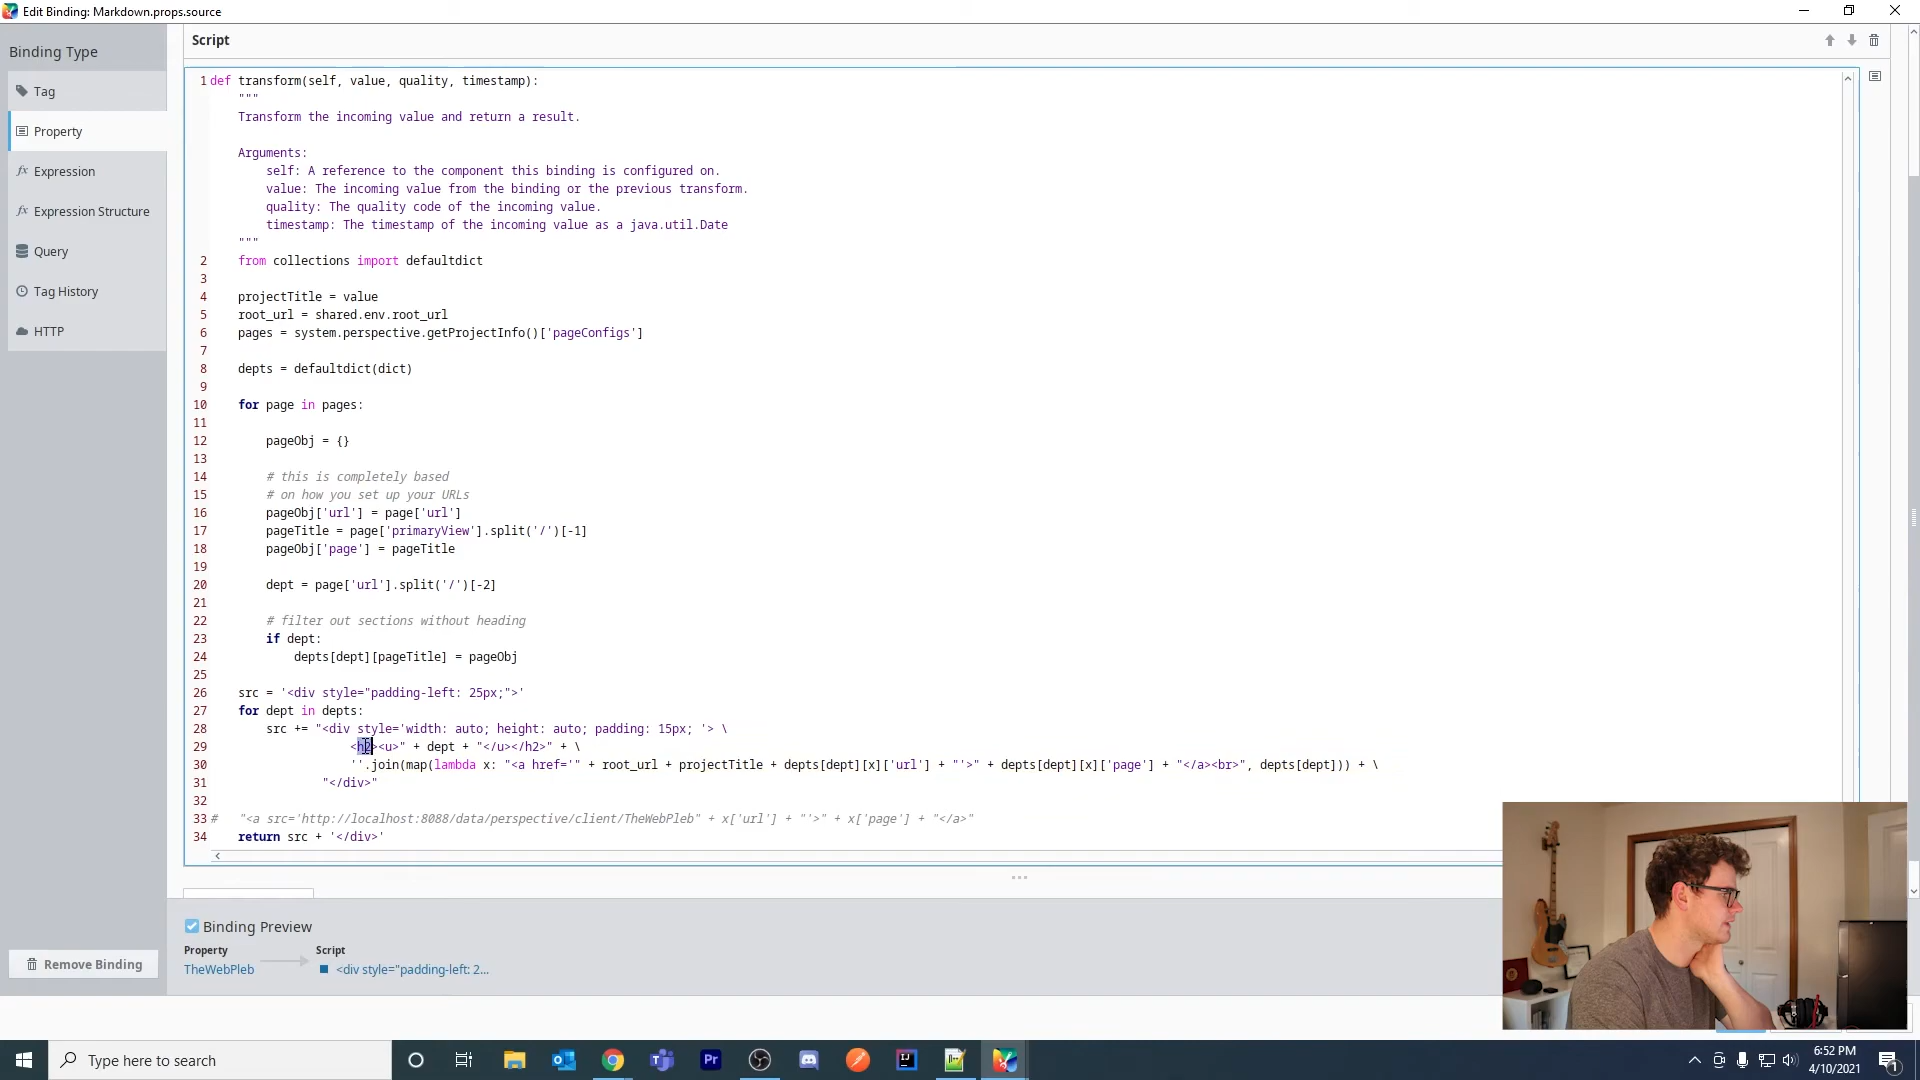 Edit Binding: Markdown.props.source
Binding Type
Tag
Property
Expression
Expression Structure
Query
Tag History
HTTP
Remove Binding
Script
1 def transform(self, value, quality, timestamp):
"""
Transform the incoming value and return a result.
Arguments:
self: A reference to the component this binding is configured on.
value: The incoming value from the binding or the previous transform.
quality: The quality code of the incoming value.
timestamp: The timestamp of the incoming value as a java.util.Date
"""
2 from collections import defaultdict
3
4 projectTitle = value
5 root_url = shared.env.root_url
6 pages = system.perspective.getProjectInfo()['pageConfigs']
7
8 depts = defaultdict(dict)
9
10 for page in pages:
11
12 pageObj = {}
13
14 # this is completely based
15 # on how you set up your URLs
16 pageObj['url'] = page['url']
17 pageTitle = page['primaryView'].split('/')[-1]
18 pageObj['page'] = pageTitle
19
20 dept = page['url'].split('/')[-2]
21
22 # filter out sections without heading
23 if dept:
24 depts[dept][pageTitle] = pageObj
25
26 src = '<div style="padding-left: 25px;">'
27 for dept in depts:
28 src += "<div style='width: auto; height: auto; padding: 15px; '> \
29 <h2><u>" + dept + "</u></h2>" + \
30 ''.join(map(lambda x: "<a href='" + root_url + projectTitle + depts[dept][x]['url'] + "'>" + depts[dept][x]['page'] + "</a><br>", depts[dept])) + \
31 "</div>"
32
33 # "<a src='http://localhost:8088/data/perspective/client/TheWebPleb" + x['url'] + "'>" + x['page'] + "</a>"
34 return src + '</div>'
Binding Preview
Property Script
TheWebPleb <div style="padding-left: 2...
Type here to search
6:52 PM
4/10/2021